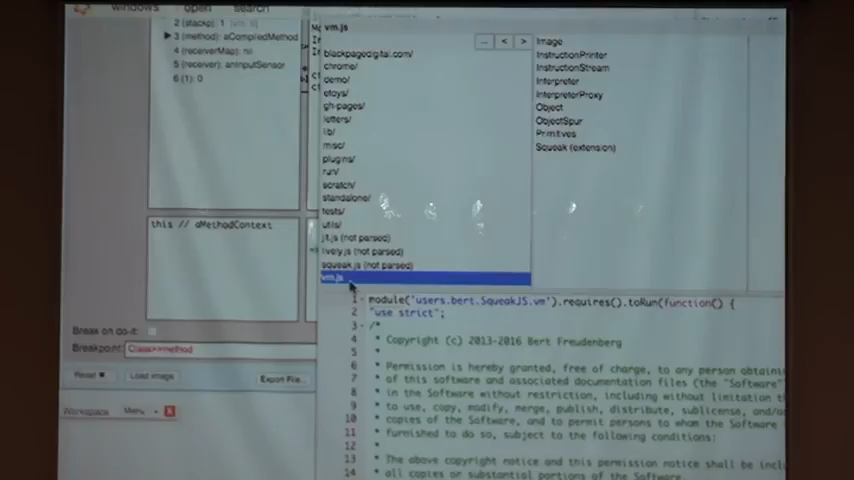 windows open search
2 (stackp): 1
3 (method): aCompiledMethod
4 (receiverMap): nil
5 (receiver): anInputSensor
6 (1): 0
this // aMethodContext
Break on do-it:
Breakpoint: Class>>method
Reset
Load image
Export File...
Workspace Menu X
vm.js
... < >
blackpagedigital.com/
chrome/
demo/
etoys/
gh-pages/
letters/
lib/
misc/
plugins/
run/
scratch/
standalone/
tests/
utils/
jit.js (not parsed)
lively.js (not parsed)
squeak.js (not parsed)
vm.js
Image
InstructionPrinter
InstructionStream
Interpreter
InterpreterProxy
Object
ObjectSpur
Primitives
Squeak (extension)
1 module('users.bert.SqueakJS.vm').requires().toRun(function() {
2 "use strict";
3 /*
4 * Copyright (c) 2013-2016 Bert Freudenberg
5 *
6 * Permission is hereby granted, free of charge, to any person obtainin
7 * of this software and associated documentation files (the "Software"
8 * in the Software without restriction, including without limitation t
9 * to use, copy, modify, merge, publish, distribute, sublicense, and/o
10 * copies of the Software, and to permit persons to whom the Software
11 * furnished to do so, subject to the following conditions:
12 *
13 * The above copyright notice and this permission notice shall be incl
14 * all copies or substantial portions of the Software.